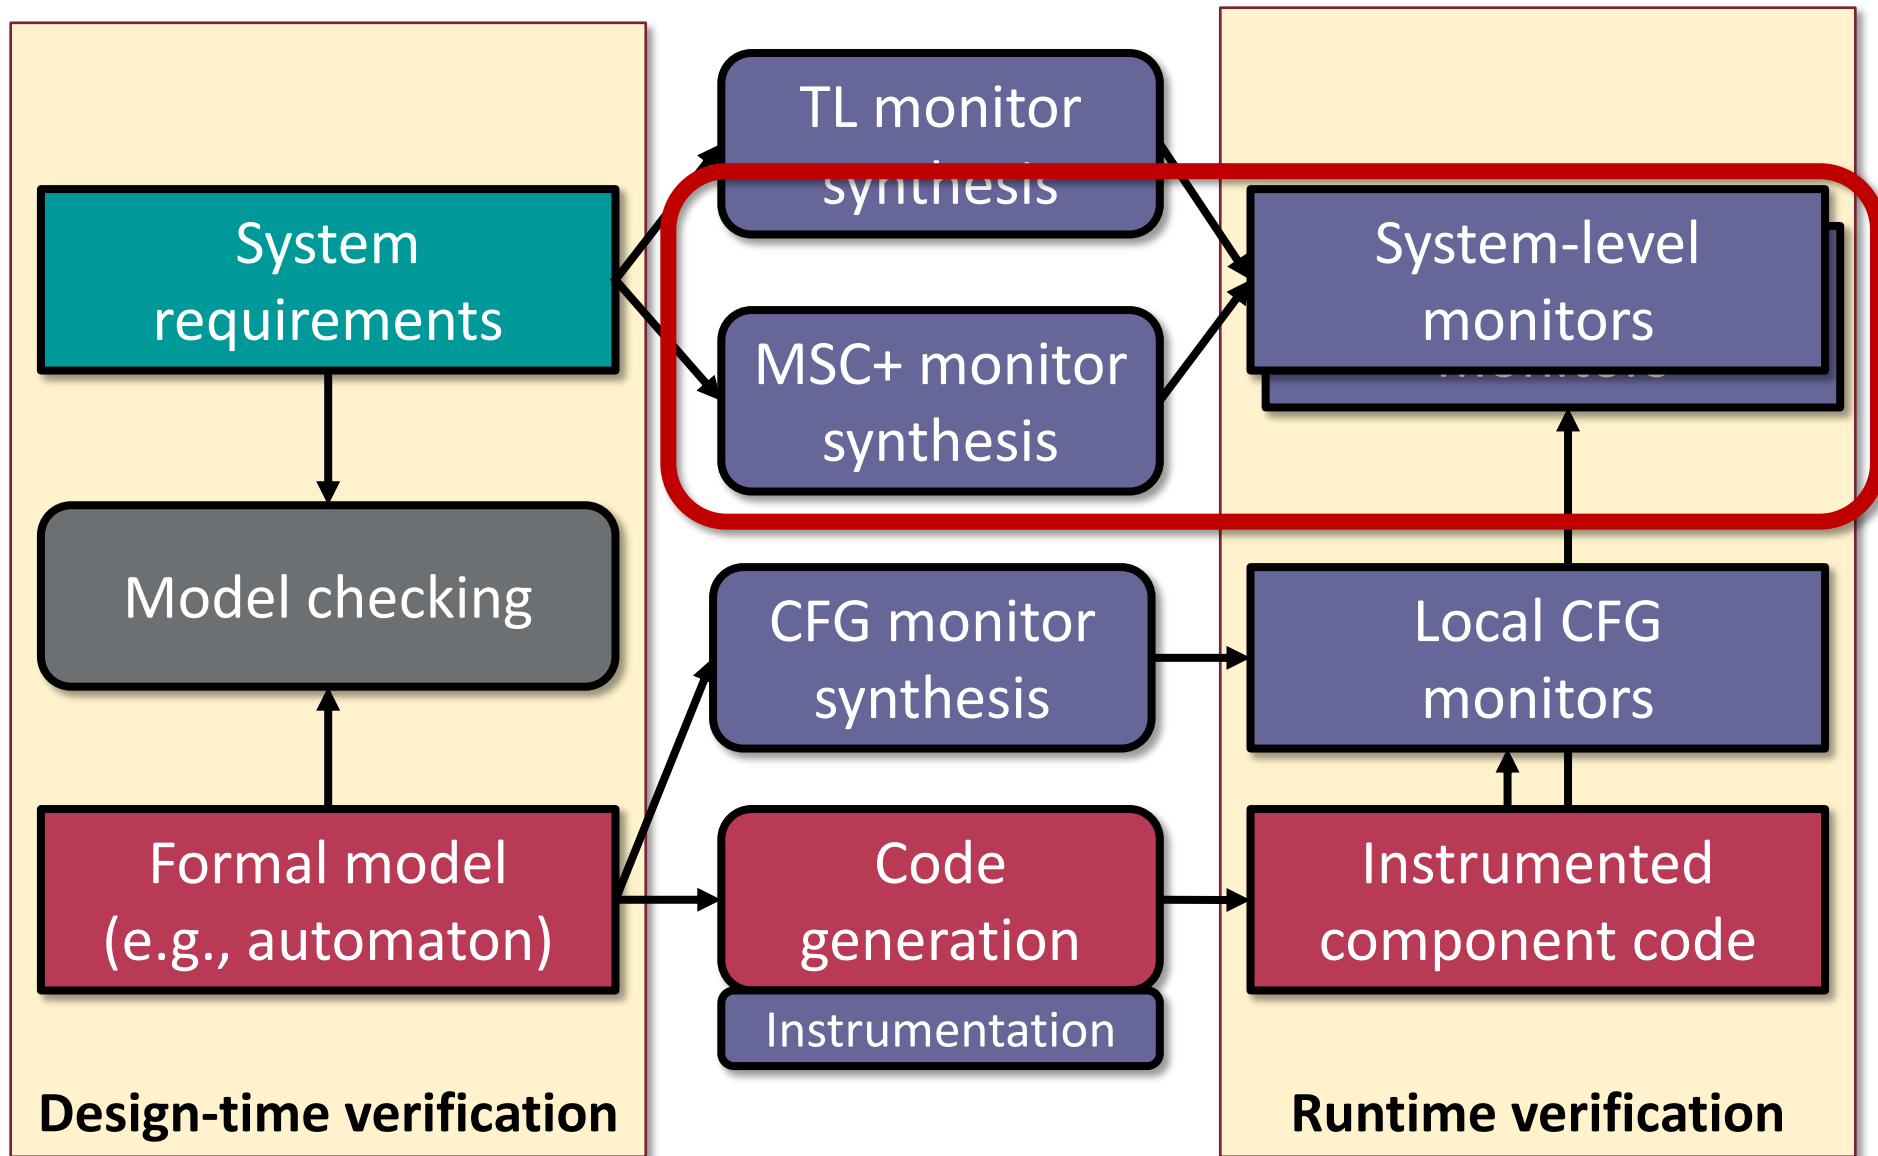 TL monitor
synthesis
System
requirements
System-level
monitors
monitors
MSC+ monitor
synthesis
Model checking
CFG monitor
synthesis
Local CFG
monitors
Formal model
(e.g., automaton)
Code
generation
Instrumented
component code
Instrumentation
Design-time verification
Runtime verification